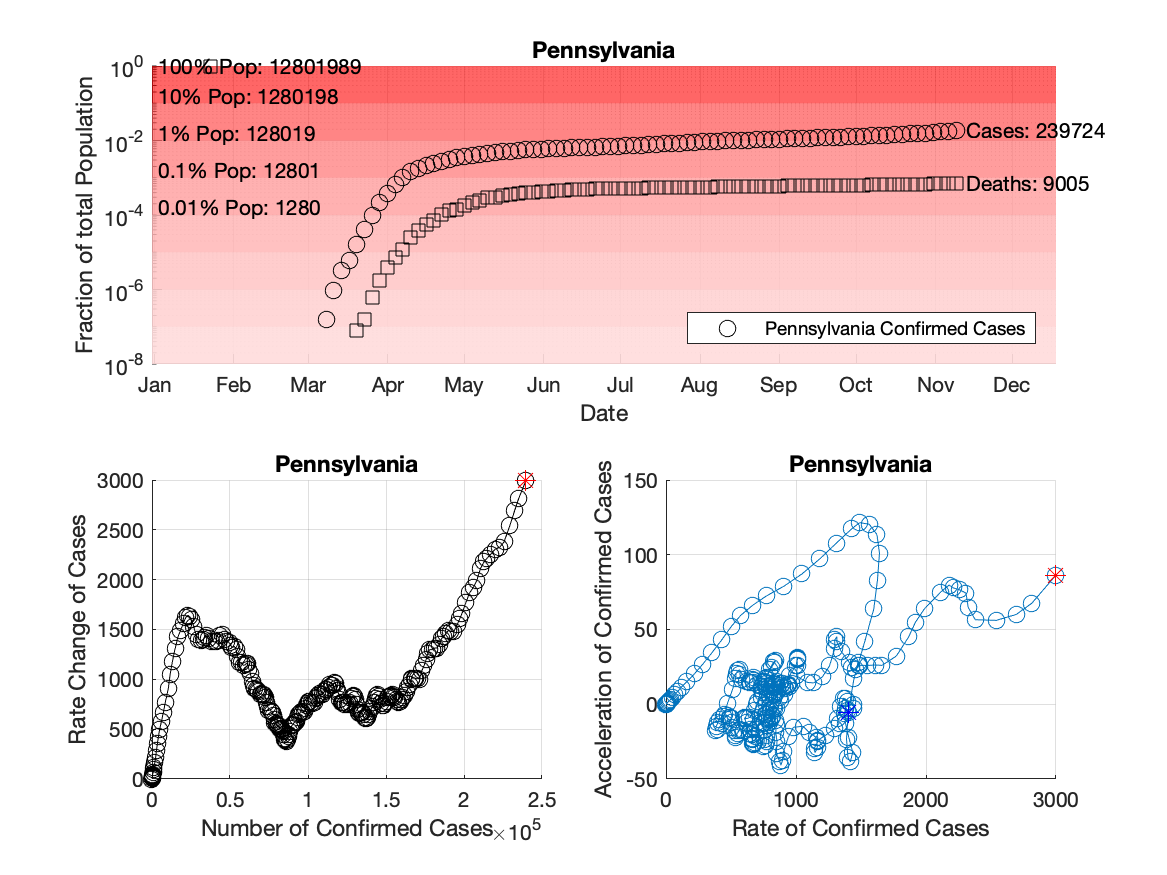 Pennsylvania
Fraction of total Population
10^0
10^-2
10^-4
10^-6
10^-8
100% Pop: 12801989
10% Pop: 1280198
1% Pop: 128019
0.1% Pop: 12801
0.01% Pop: 1280
Cases: 239724
Deaths: 9005
Pennsylvania Confirmed Cases
Jan Feb Mar Apr May Jun Jul Aug Sep Oct Nov Dec
Date
Pennsylvania
Rate Change of Cases
3000
2500
2000
1500
1000
500
0
0 0.5 1 1.5 2 2.5
Number of Confirmed Cases ×10^5
Pennsylvania
Acceleration of Confirmed Cases
150
100
50
0
-50
0 1000 2000 3000
Rate of Confirmed Cases